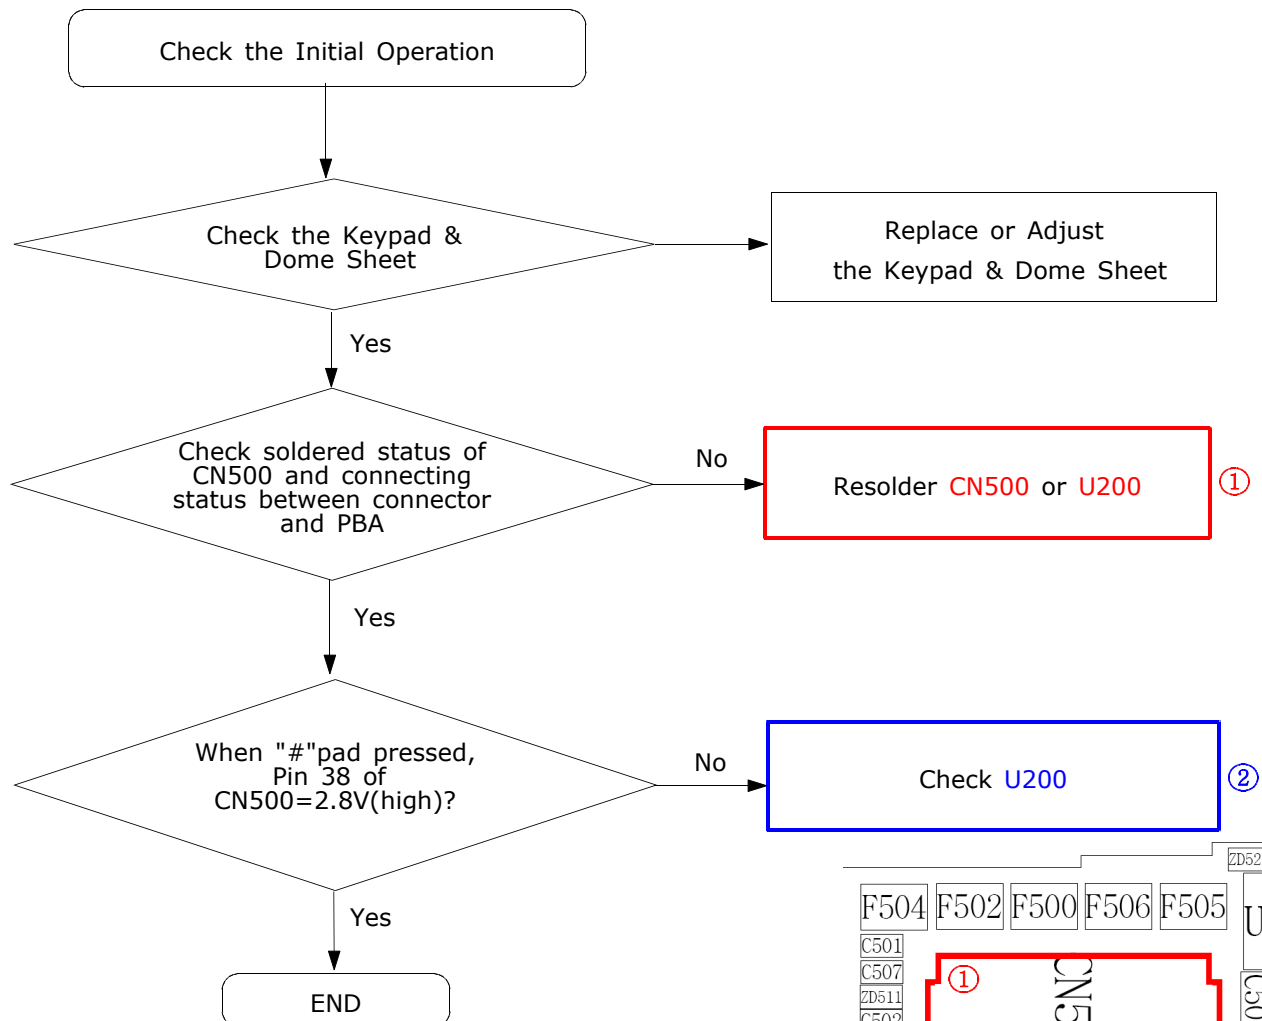 Check the Initial Operation
Check the Keypad &
Dome Sheet
Replace or Adjust
the Keypad & Dome Sheet
Yes
Check soldered status of
CN500 and connecting
status between connector
and PBA
No
Resolder CN500 or U200
①
Yes
When "#"pad pressed,
Pin 38 of
CN500=2.8V(high)?
No
Check U200
②
Yes
END
ZD52
F504 F502 F500 F506 F505
U
C501
C507
ZD511
C502
①
CN5
C50